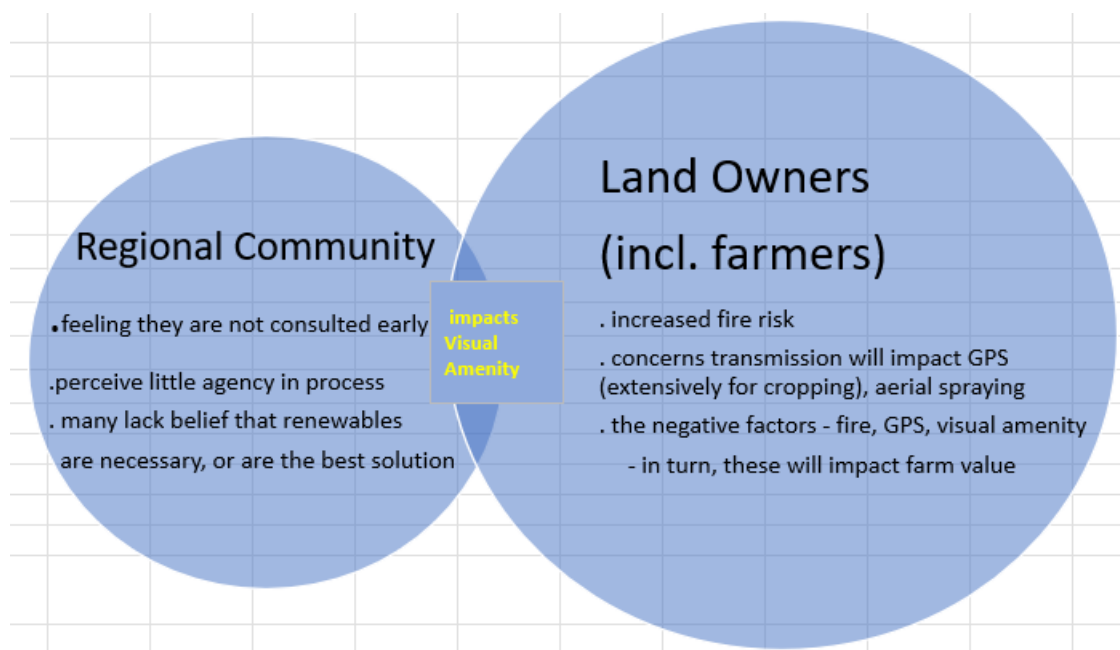 Regional Community
.feeling they are not consulted early
.perceive little agency in process
. many lack belief that renewables
are necessary, or are the best solution
impacts
Visual
Amenity
Land Owners
(incl. farmers)
. increased fire risk
. concerns transmission will impact GPS
(extensively for cropping), aerial spraying
. the negative factors - fire, GPS, visual amenity
- in turn, these will impact farm value